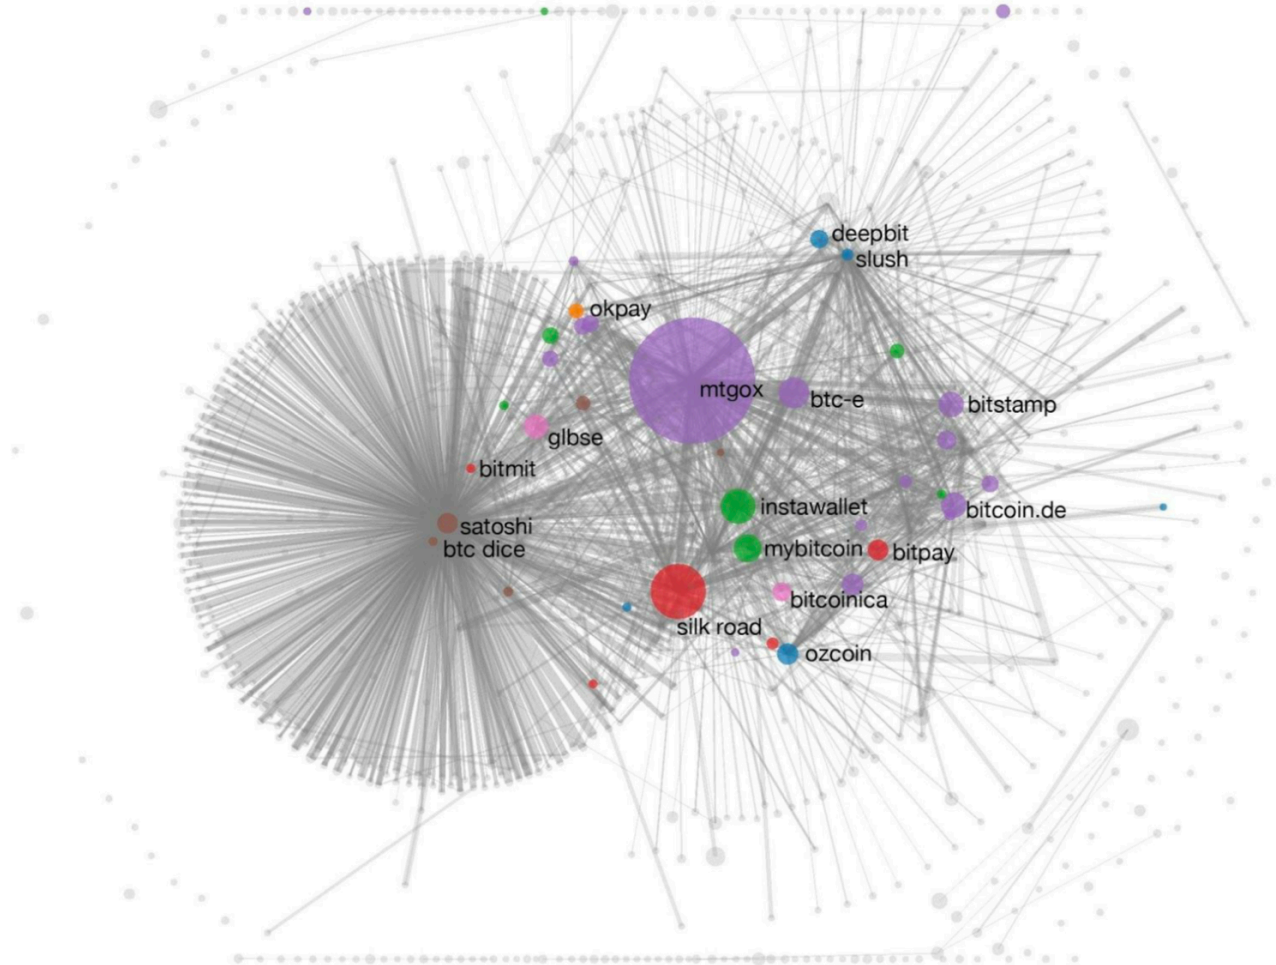 deepbit
slush
okpay
mtgox
btc-e
bitstamp
glbse
bitmit
instawallet
bitcoin.de
satoshi
btc dice
mybitcoin
bitpay
bitcoinica
silk road
ozcoin